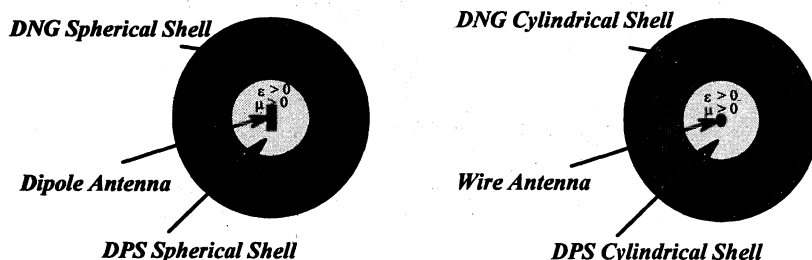 DNG Spherical Shell
ε > 0
μ > 0
Dipole Antenna
DPS Spherical Shell
DNG Cylindrical Shell
ε > 0
μ > 0
Wire Antenna
DPS Cylindrical Shell